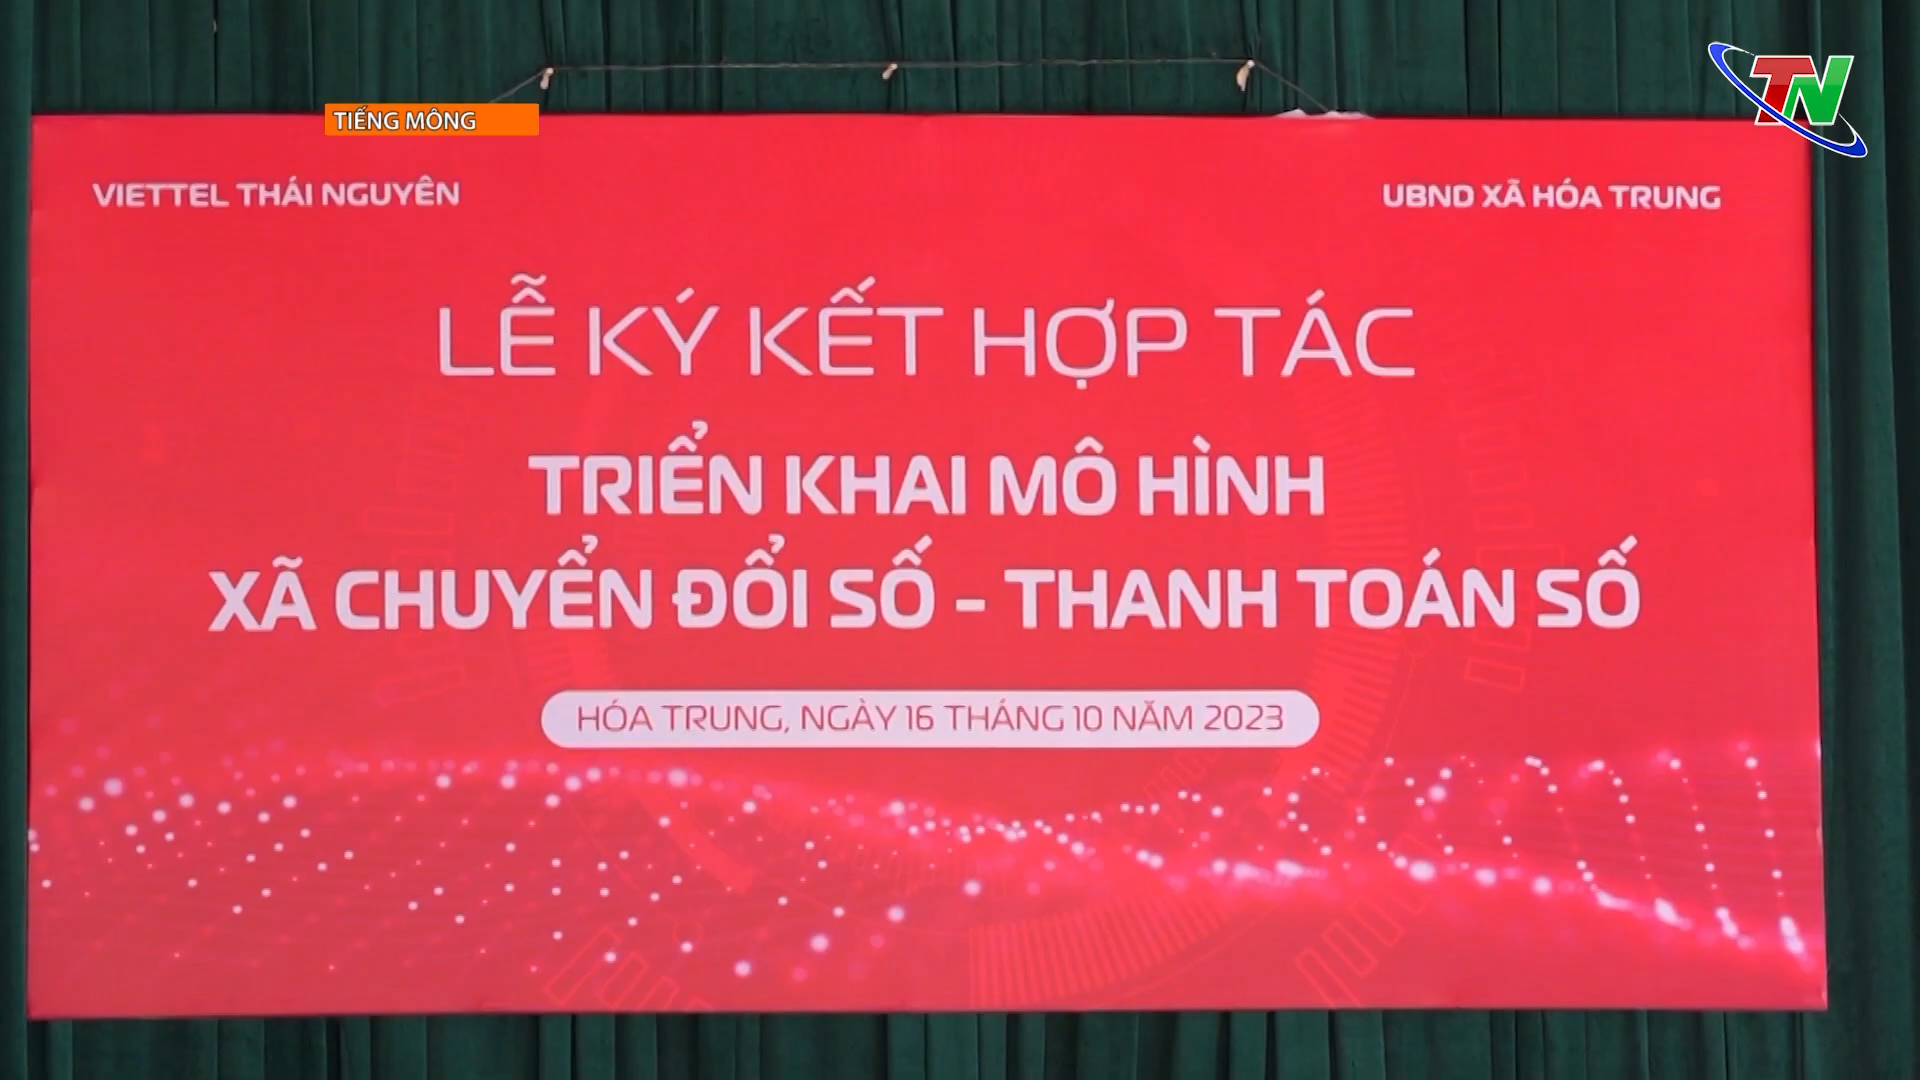 TN
TIẾNG MÔNG
VIETTEL THÁI NGUYÊN
UBND XÃ HÓA TRUNG
LỄ KÝ KẾT HỢP TÁC
TRIỂN KHAI MÔ HÌNH
XÃ CHUYỂN ĐỔI SỐ - THANH TOÁN SỐ
HÓA TRUNG, NGÀY 16 THÁNG 10 NĂM 2023